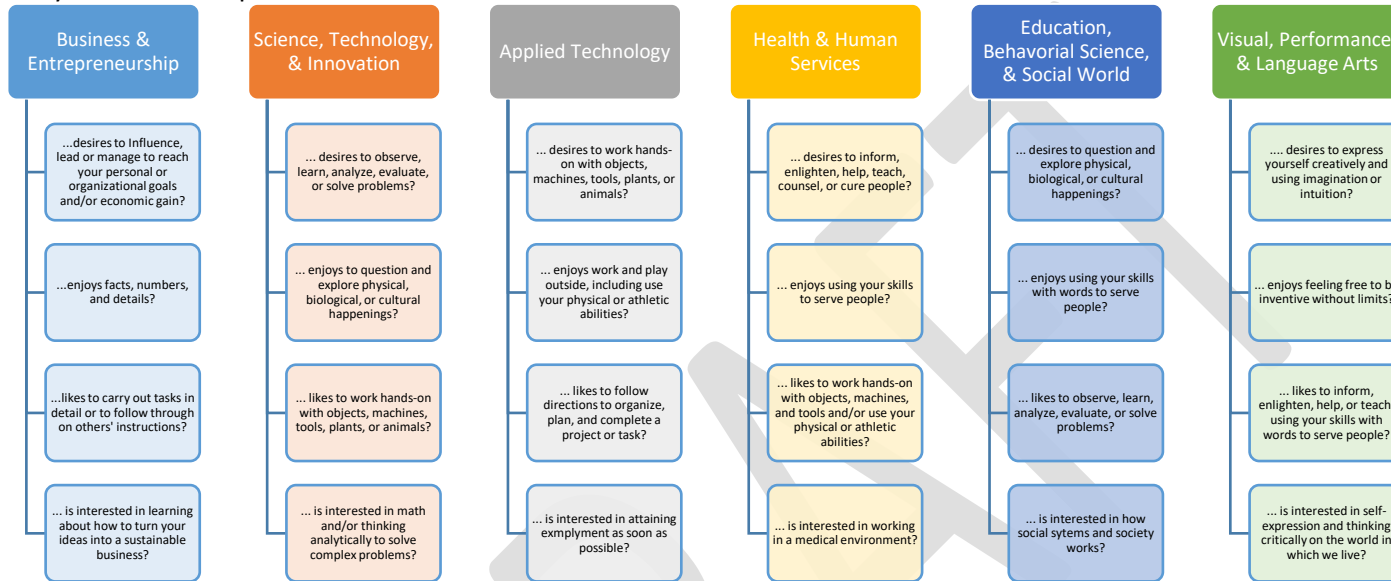 Business &
Entrepreneurship
...desires to Influence,
lead or manage to reach
your personal or
organizational goals
and/or economic gain?
...enjoys facts, numbers,
and details?
...likes to carry out tasks in
detail or to follow through
on others' instructions?
... is interested in learning
about how to turn your
ideas into a sustainable
business?
Science, Technology,
& Innovation
... desires to observe,
learn, analyze, evaluate,
or solve problems?
... enjoys to question and
explore physical,
biological, or cultural
happenings?
... likes to work hands-on
with objects, machines,
tools, plants, or animals?
... is interested in math
and/or thinking
analytically to solve
complex problems?
Applied Technology
... desires to work hands-
on with objects,
machines, tools, plants, or
animals?
... enjoys work and play
outside, including use
your physical or athletic
abilities?
... likes to follow
directions to organize,
plan, and complete a
project or task?
... is interested in attaining
exmplyment as soon as
possible?
Health & Human
Services
... desires to inform,
enlighten, help, teach,
counsel, or cure people?
... enjoys using your skills
to serve people?
... likes to work hands-on
with objects, machines,
and tools and/or use your
physical or athletic
abilities?
... is interested in working
in a medical environment?
Education,
Behavorial Science,
& Social World
... desires to question and
explore physical,
biological, or cultural
happenings?
... enjoys using your skills
with words to serve
people?
... likes to observe, learn,
analyze, evaluate, or solve
problems?
... is interested in how
social sytems and society
works?
Visual, Performance
& Language Arts
.... desires to express
yourself creatively and
using imagination or
intuition?
... enjoys feeling free to b
inventive without limits?
... likes to inform,
enlighten, help, or teach
using your skills with
words to serve people?
... is interested in self-
expression and thinking
critically on the world in
which we live?